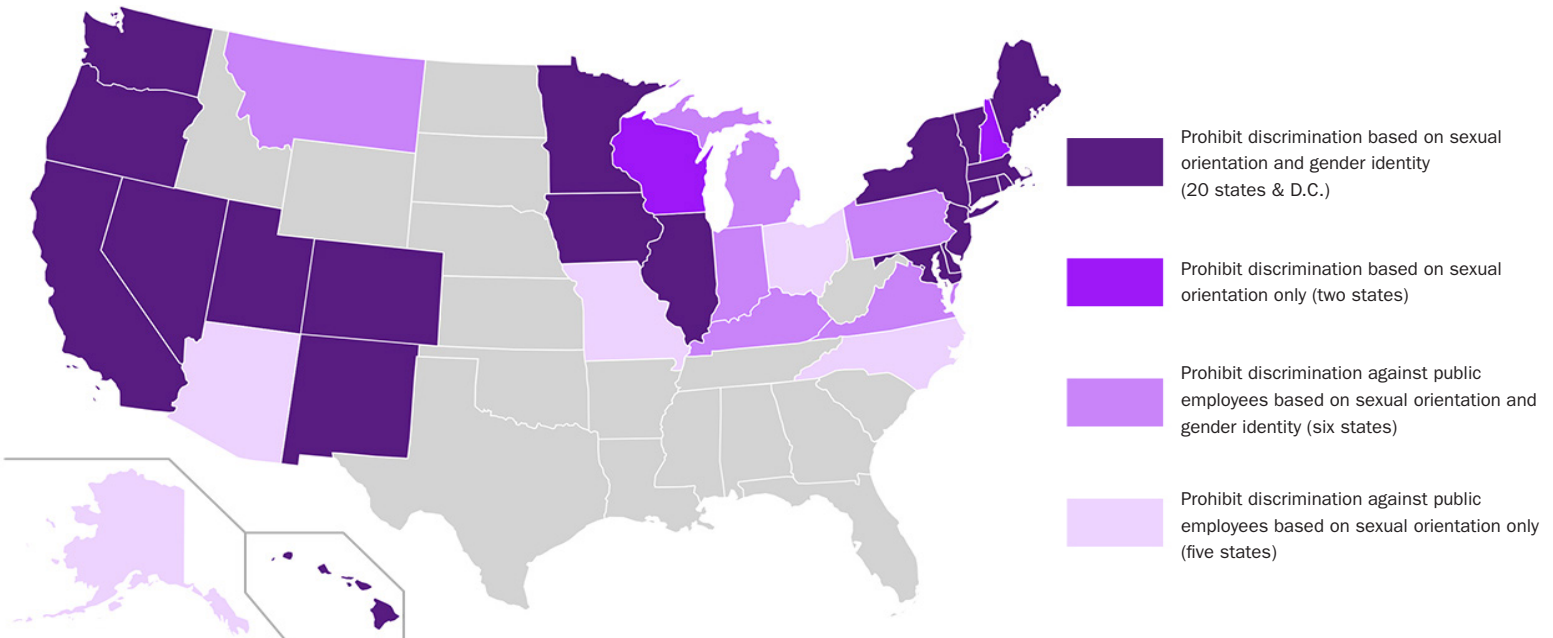 Prohibit discrimination based on sexual
orientation and gender identity
(20 states & D.C.)
Prohibit discrimination based on sexual
orientation only (two states)
Prohibit discrimination against public
employees based on sexual orientation and
gender identity (six states)
Prohibit discrimination against public
employees based on sexual orientation only
(five states)